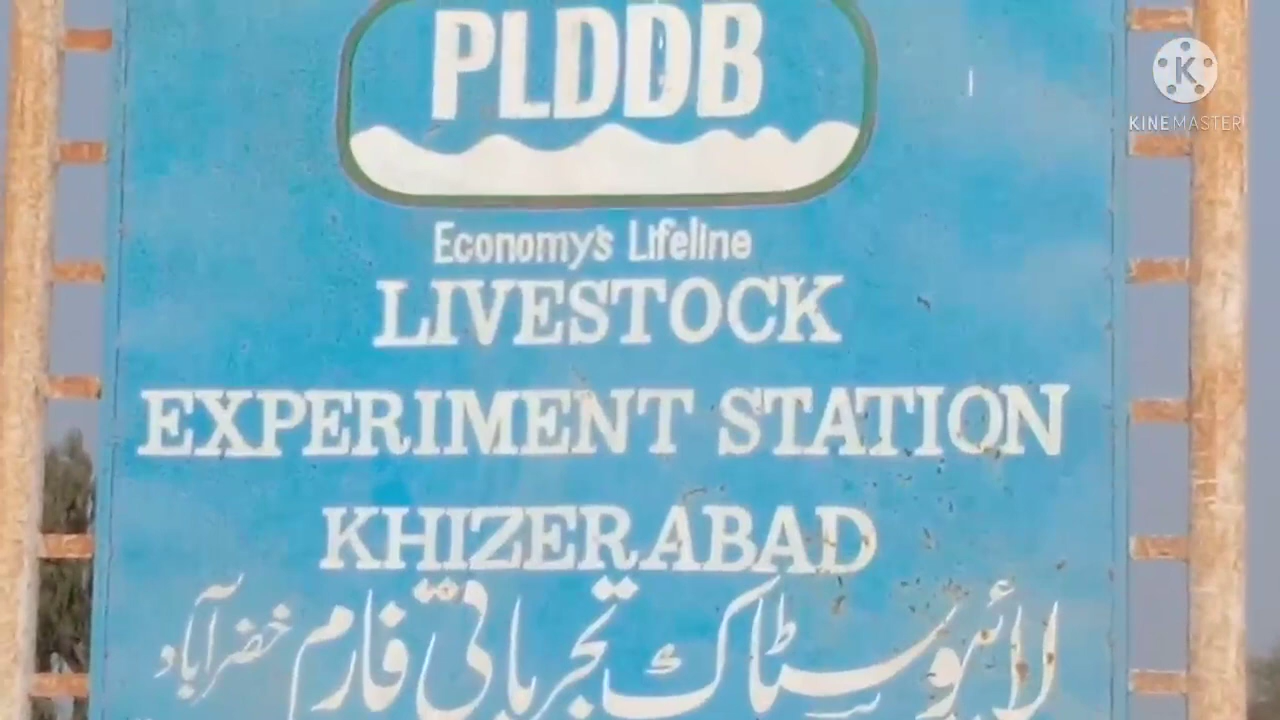 PLDDB
K
KINEMASTER
Economy's Lifeline
LIVESTOCK
EXPERIMENT STATION
KHIZERABAD
لائیوسٹاک تجرباتی فارم خضرآباد